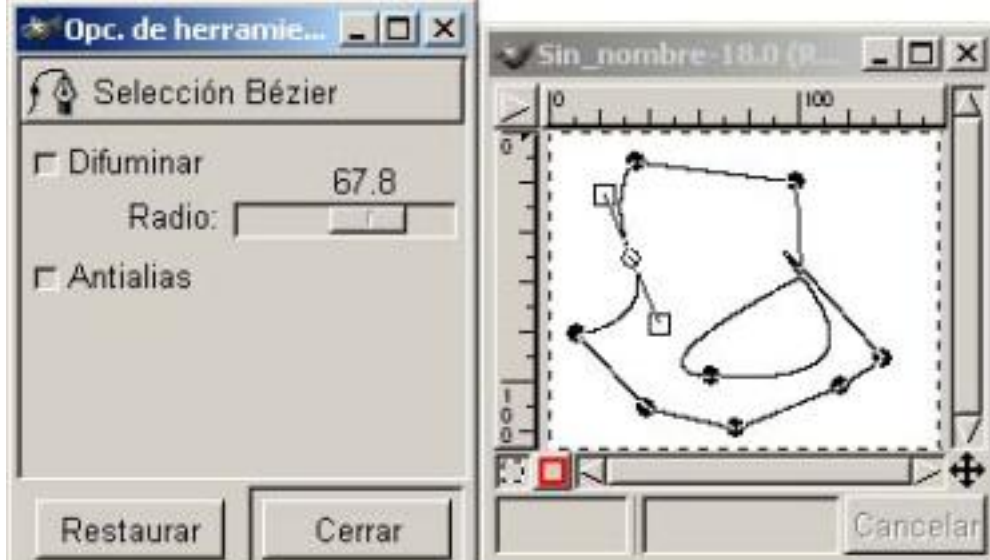 Opc. de herramie...
Selección Bézier
Difuminar
67.8
Radio:
Antialias
Restaurar
Cerrar
Sin_nombre-18.0 (R...
0
100
0
100
Cancelar